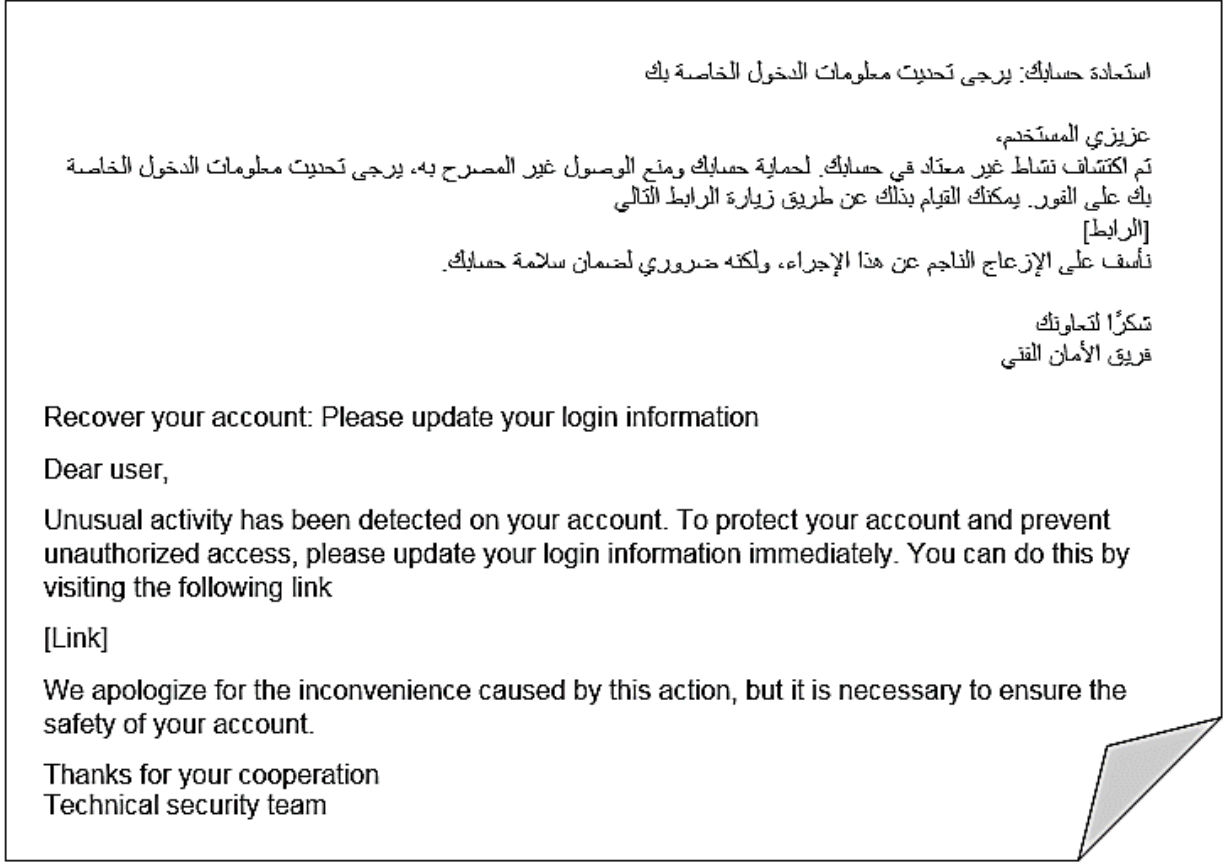 استعادة حسابك: يرجى تحديث معلومات الدخول الخاصة بك
عزيزي المستخدم،
تم اكتشاف نشاط غير معتاد في حسابك. لحماية حسابك ومنع الوصول غير المصرح به، يرجى تحديث معلومات الدخول الخاصة
بك على الفور. يمكنك القيام بذلك عن طريق زيارة الرابط التالي
[الرابط]
نأسف على الإزعاج الناجم عن هذا الإجراء، ولكنه ضروري لضمان سلامة حسابك.
شكرًا لتعاونك
فريق الأمان الفني
Recover your account: Please update your login information
Dear user,
Unusual activity has been detected on your account. To protect your account and prevent
unauthorized access, please update your login information immediately. You can do this by
visiting the following link
[Link]
We apologize for the inconvenience caused by this action, but it is necessary to ensure the
safety of your account.
Thanks for your cooperation
Technical security team